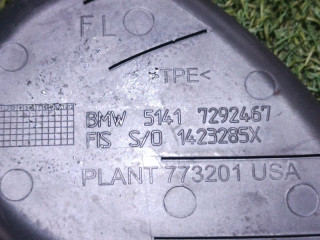 FL
TPE<
BMW 5141 7292467
FIS S/O 1423285X
PLANT 773201 USA